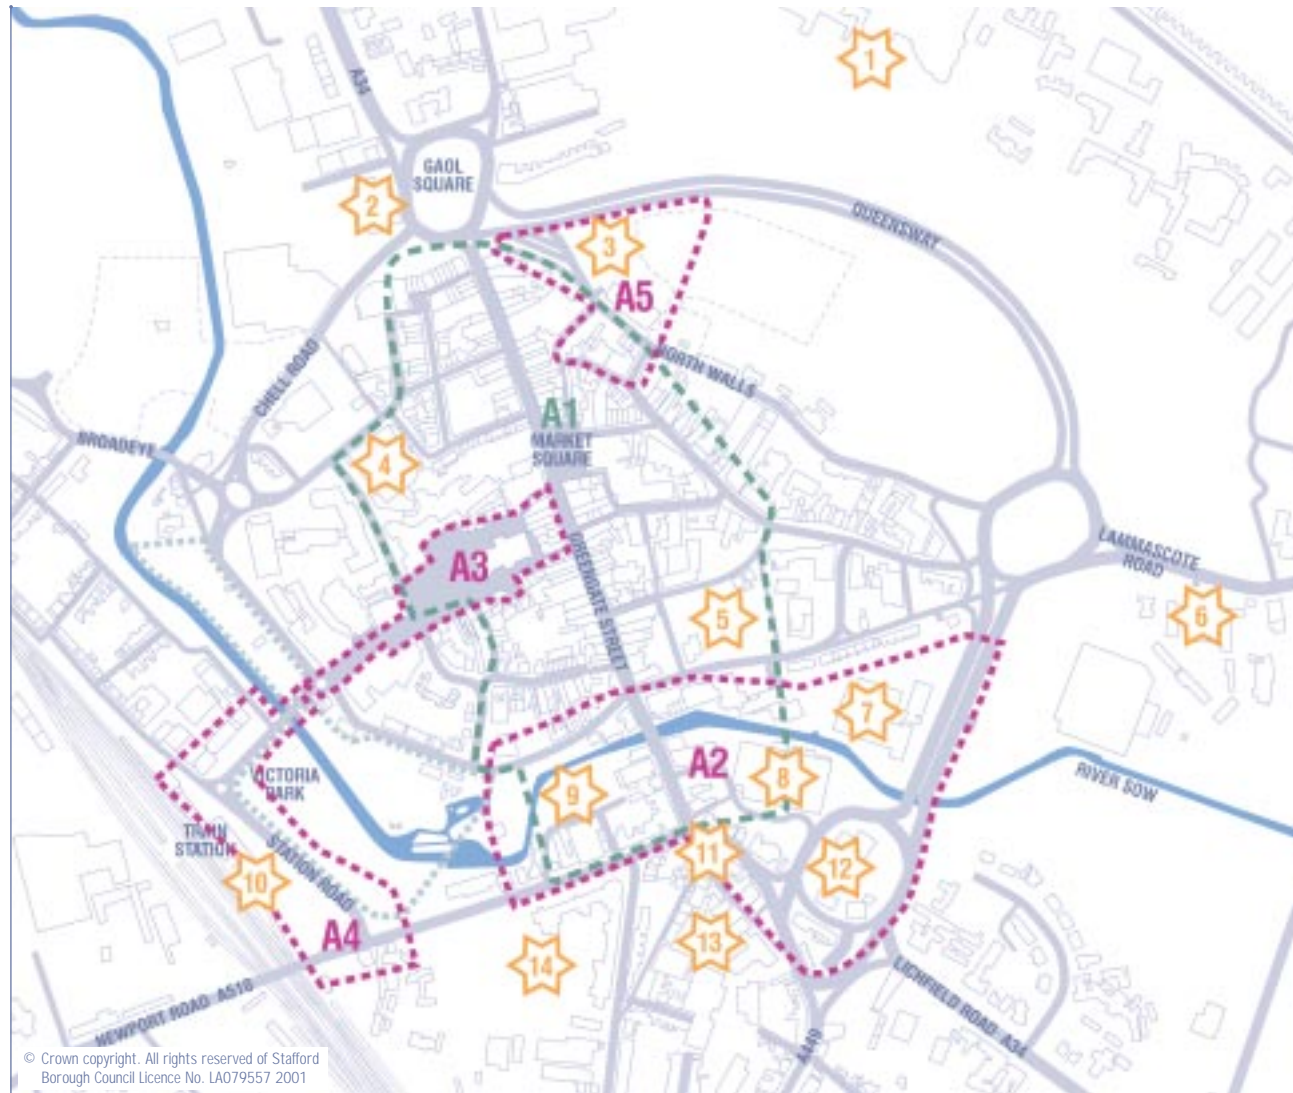 1
A34
GAOL
SQUARE
2
QUEENSWAY
3
A5
CHELL ROAD
NORTH WALLS
A1
MARKET
SQUARE
BROADEYE
4
A3
GREENGATE STREET
LAMMASCOTE
ROAD
5
6
7
A2
8
9
RIVER SOW
VICTORIA
PARK
TRAIN
STATION
STATION ROAD
10
11
12
A4
13
14
LICHFIELD ROAD A34
NEWPORT ROAD A518
A449
© Crown copyright. All rights reserved of Stafford
Borough Council Licence No. LA079557 2001